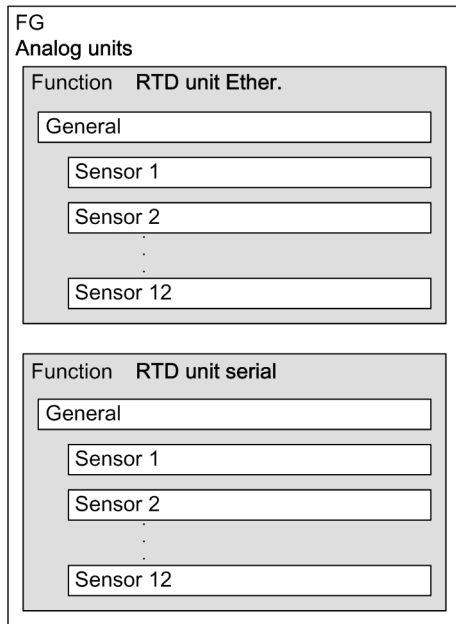 FG
Analog units
Function RTD unit Ether.
General
Sensor 1
Sensor 2
.
.
.
Sensor 12
Function RTD unit serial
General
Sensor 1
Sensor 2
.
.
.
Sensor 12